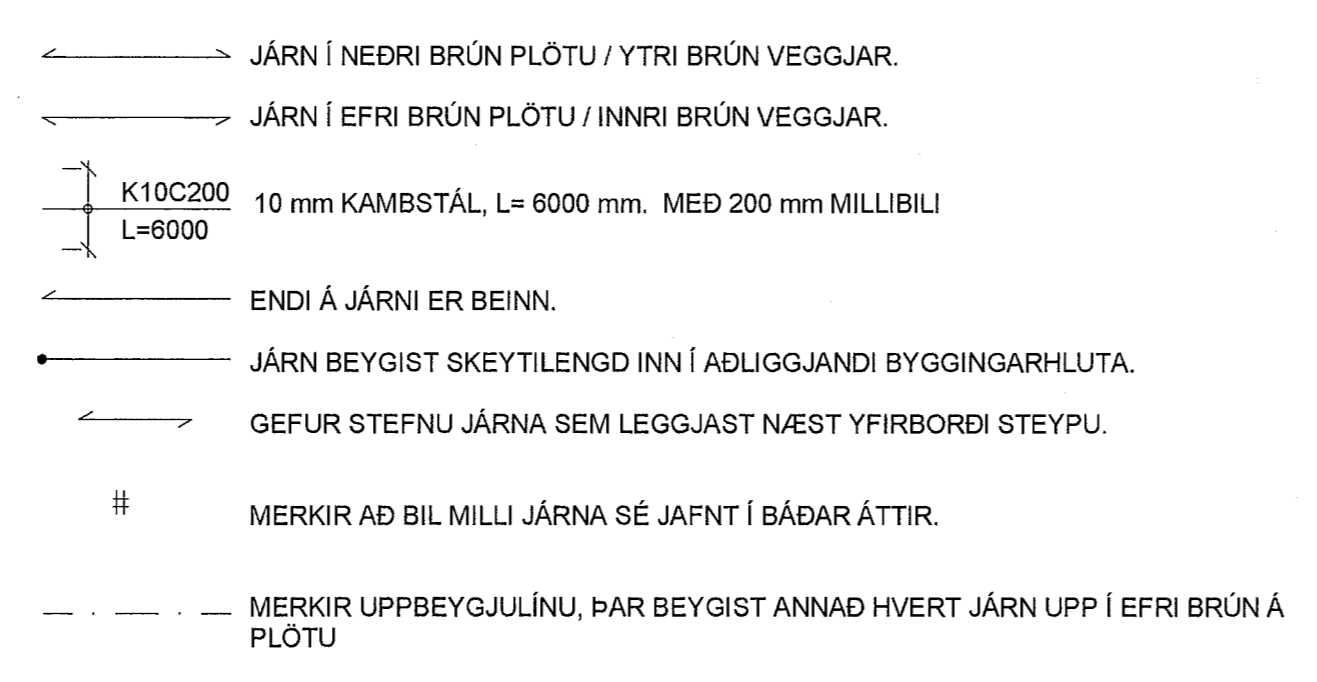 JÁRN Í NEÐRI BRÚN PLÖTU / YTRI BRÚN VEGGJAR.
JÁRN Í EFRI BRÚN PLÖTU / INNRI BRÚN VEGGJAR.
K10C200
L=6000
10 mm KAMBSTÁL, L= 6000 mm. MEÐ 200 mm MILLIBILI
ENDI Á JÁRNI ER BEINN.
JÁRN BEYGIST SKEYTILENGD INN Í AÐLIGGJANDI BYGGINGARHLUTA.
GEFUR STEFNU JÁRNA SEM LEGGJAST NÆST YFIRBORÐI STEYPU.
# MERKIR AÐ BIL MILLI JÁRNA SÉ JAFNT Í BÁÐAR ÁTTIR.
MERKIR UPPBEYGJULÍNU, ÞAR BEYGIST ANNAÐ HVERT JÁRN UPP Í EFRI BRÚN Á
PLÖTU